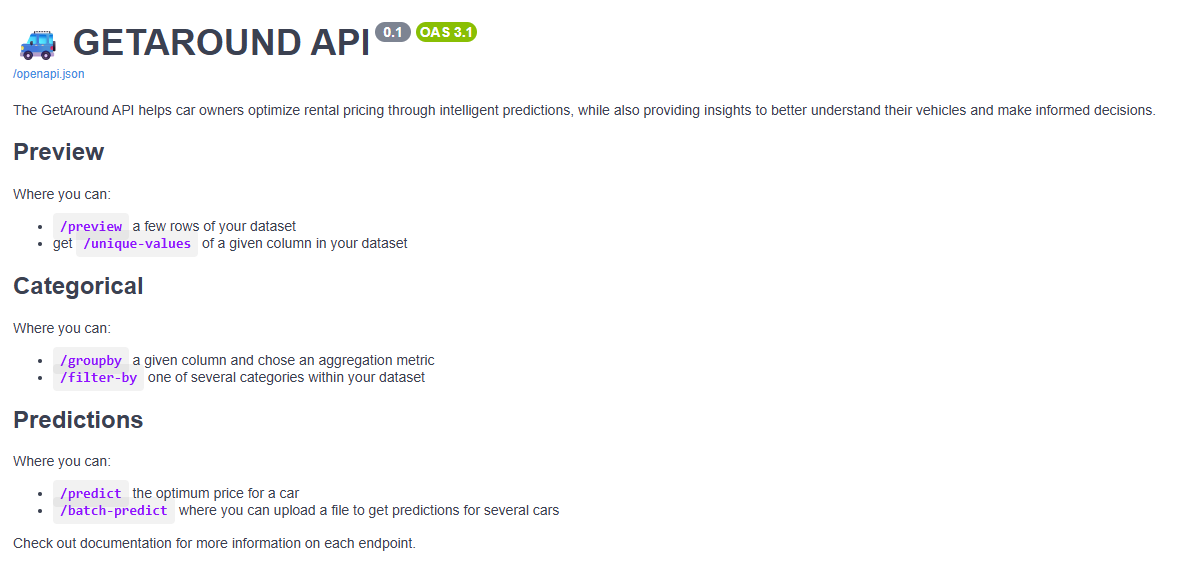 GETAROUND API 0.1 OAS 3.1
/openapi.json
The GetAround API helps car owners optimize rental pricing through intelligent predictions, while also providing insights to better understand their vehicles and make informed decisions.
Preview
Where you can:
• /preview a few rows of your dataset
• get /unique-values of a given column in your dataset
Categorical
Where you can:
• /groupby a given column and chose an aggregation metric
• /filter-by one of several categories within your dataset
Predictions
Where you can:
• /predict the optimum price for a car
• /batch-predict where you can upload a file to get predictions for several cars
Check out documentation for more information on each endpoint.